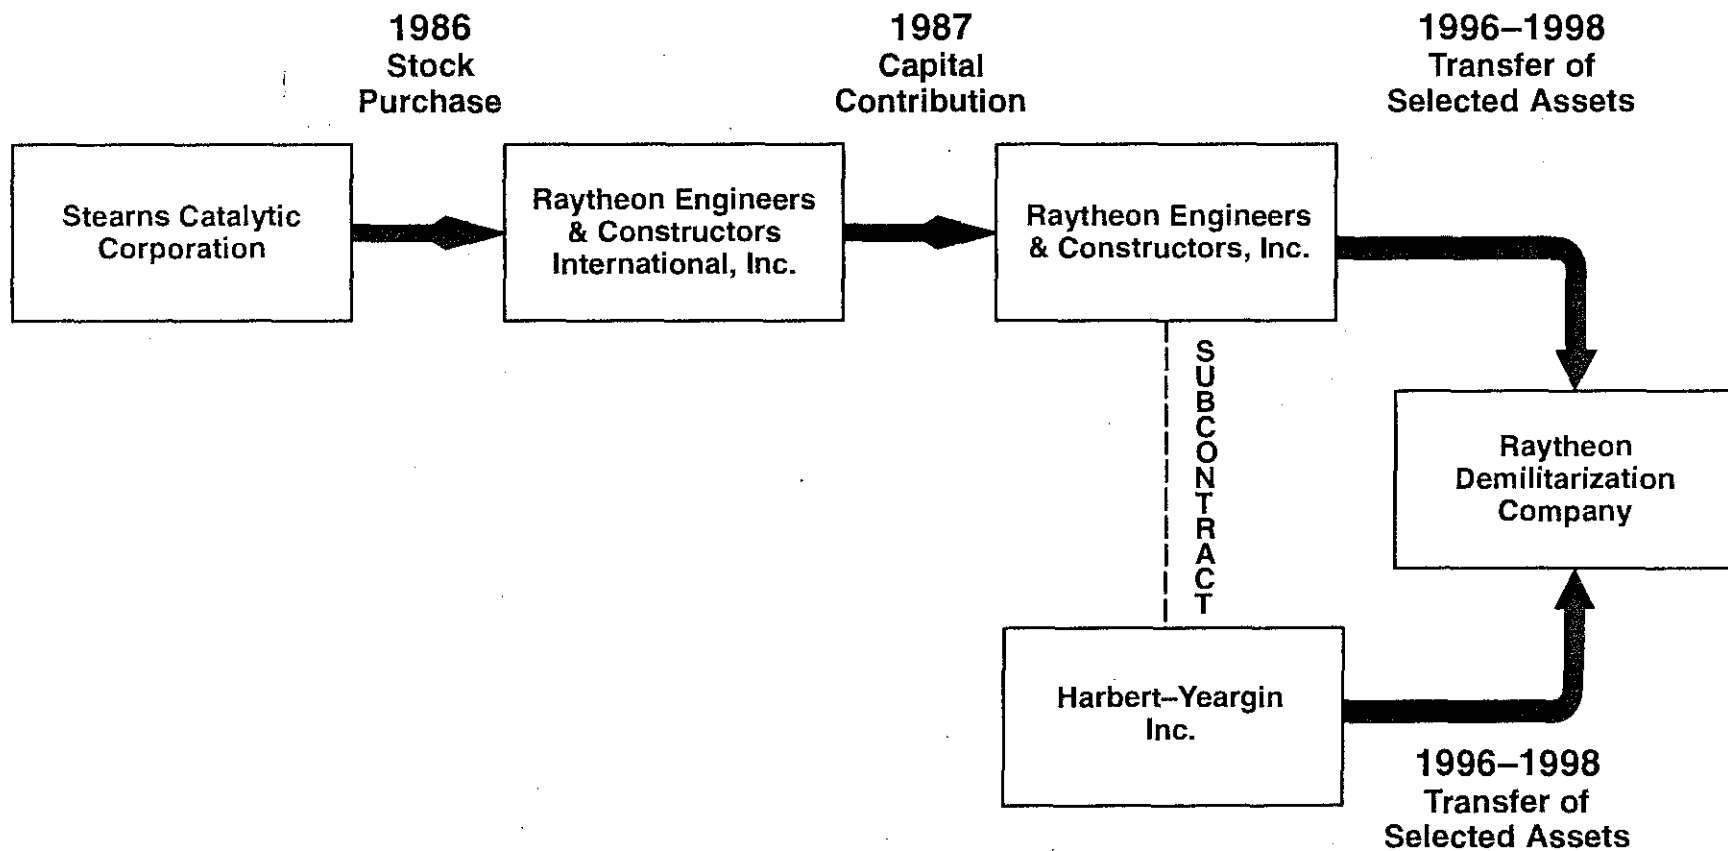 1986
Stock
Purchase
1987
Capital
Contribution
1996–1998
Transfer of
Selected Assets
Stearns Catalytic
Corporation
Raytheon Engineers
& Constructors
International, Inc.
Raytheon Engineers
& Constructors, Inc.
SUBCONTRACT
Raytheon
Demilitarization
Company
Harbert–Yeargin
Inc.
1996–1998
Transfer of
Selected Assets